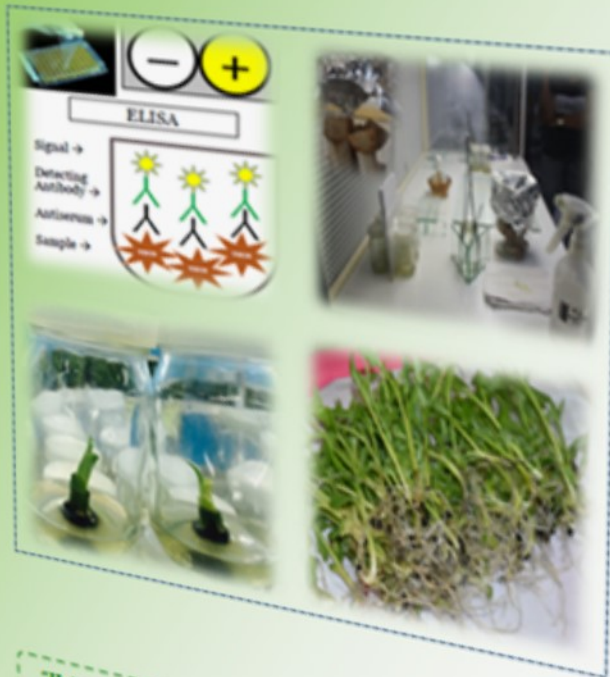 − +
ELISA
Signal →
Detecting
Antibody →
Antiserum →
Sample →